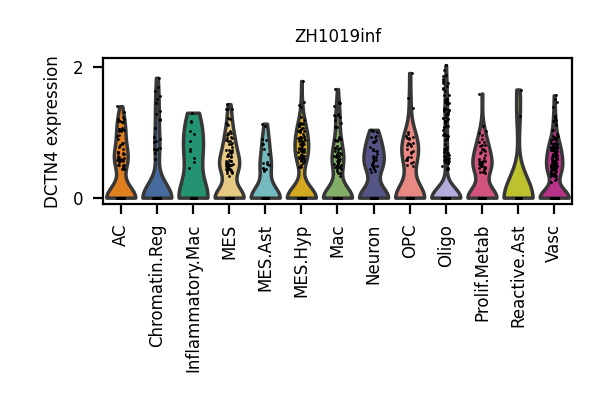 ZH1019inf
DCTN4 expression
2
0
AC
Chromatin.Reg
Inflammatory.Mac
MES
MES.Ast
MES.Hyp
Mac
Neuron
OPC
Oligo
Prolif.Metab
Reactive.Ast
Vasc